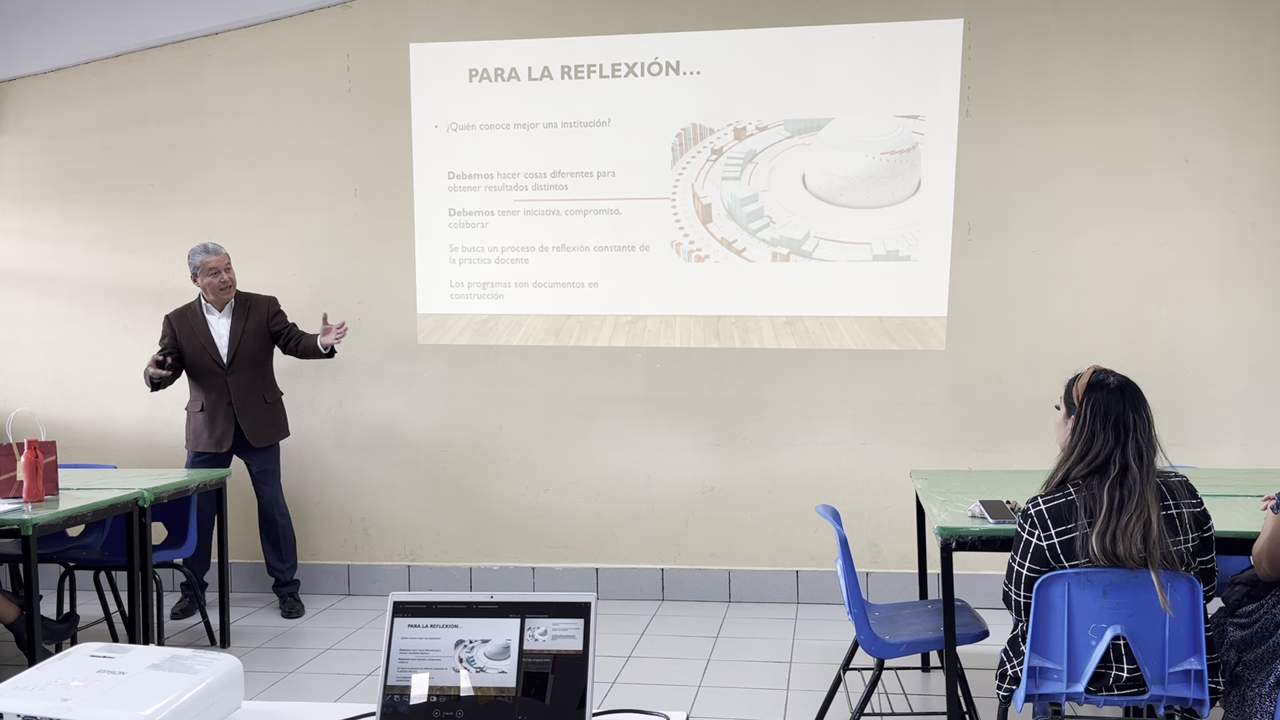 PARA LA REFLEXIÓN...
• ¿Quién conoce mejor una institución?
Debemos hacer cosas diferentes para
obtener resultados distintos
Debemos tener iniciativa, compromiso,
colaborar
Se busca un proceso de reflexión constante de
la práctica docente
Los programas son documentos en
construcción
EPSON
PARA LA REFLEXIÓN...